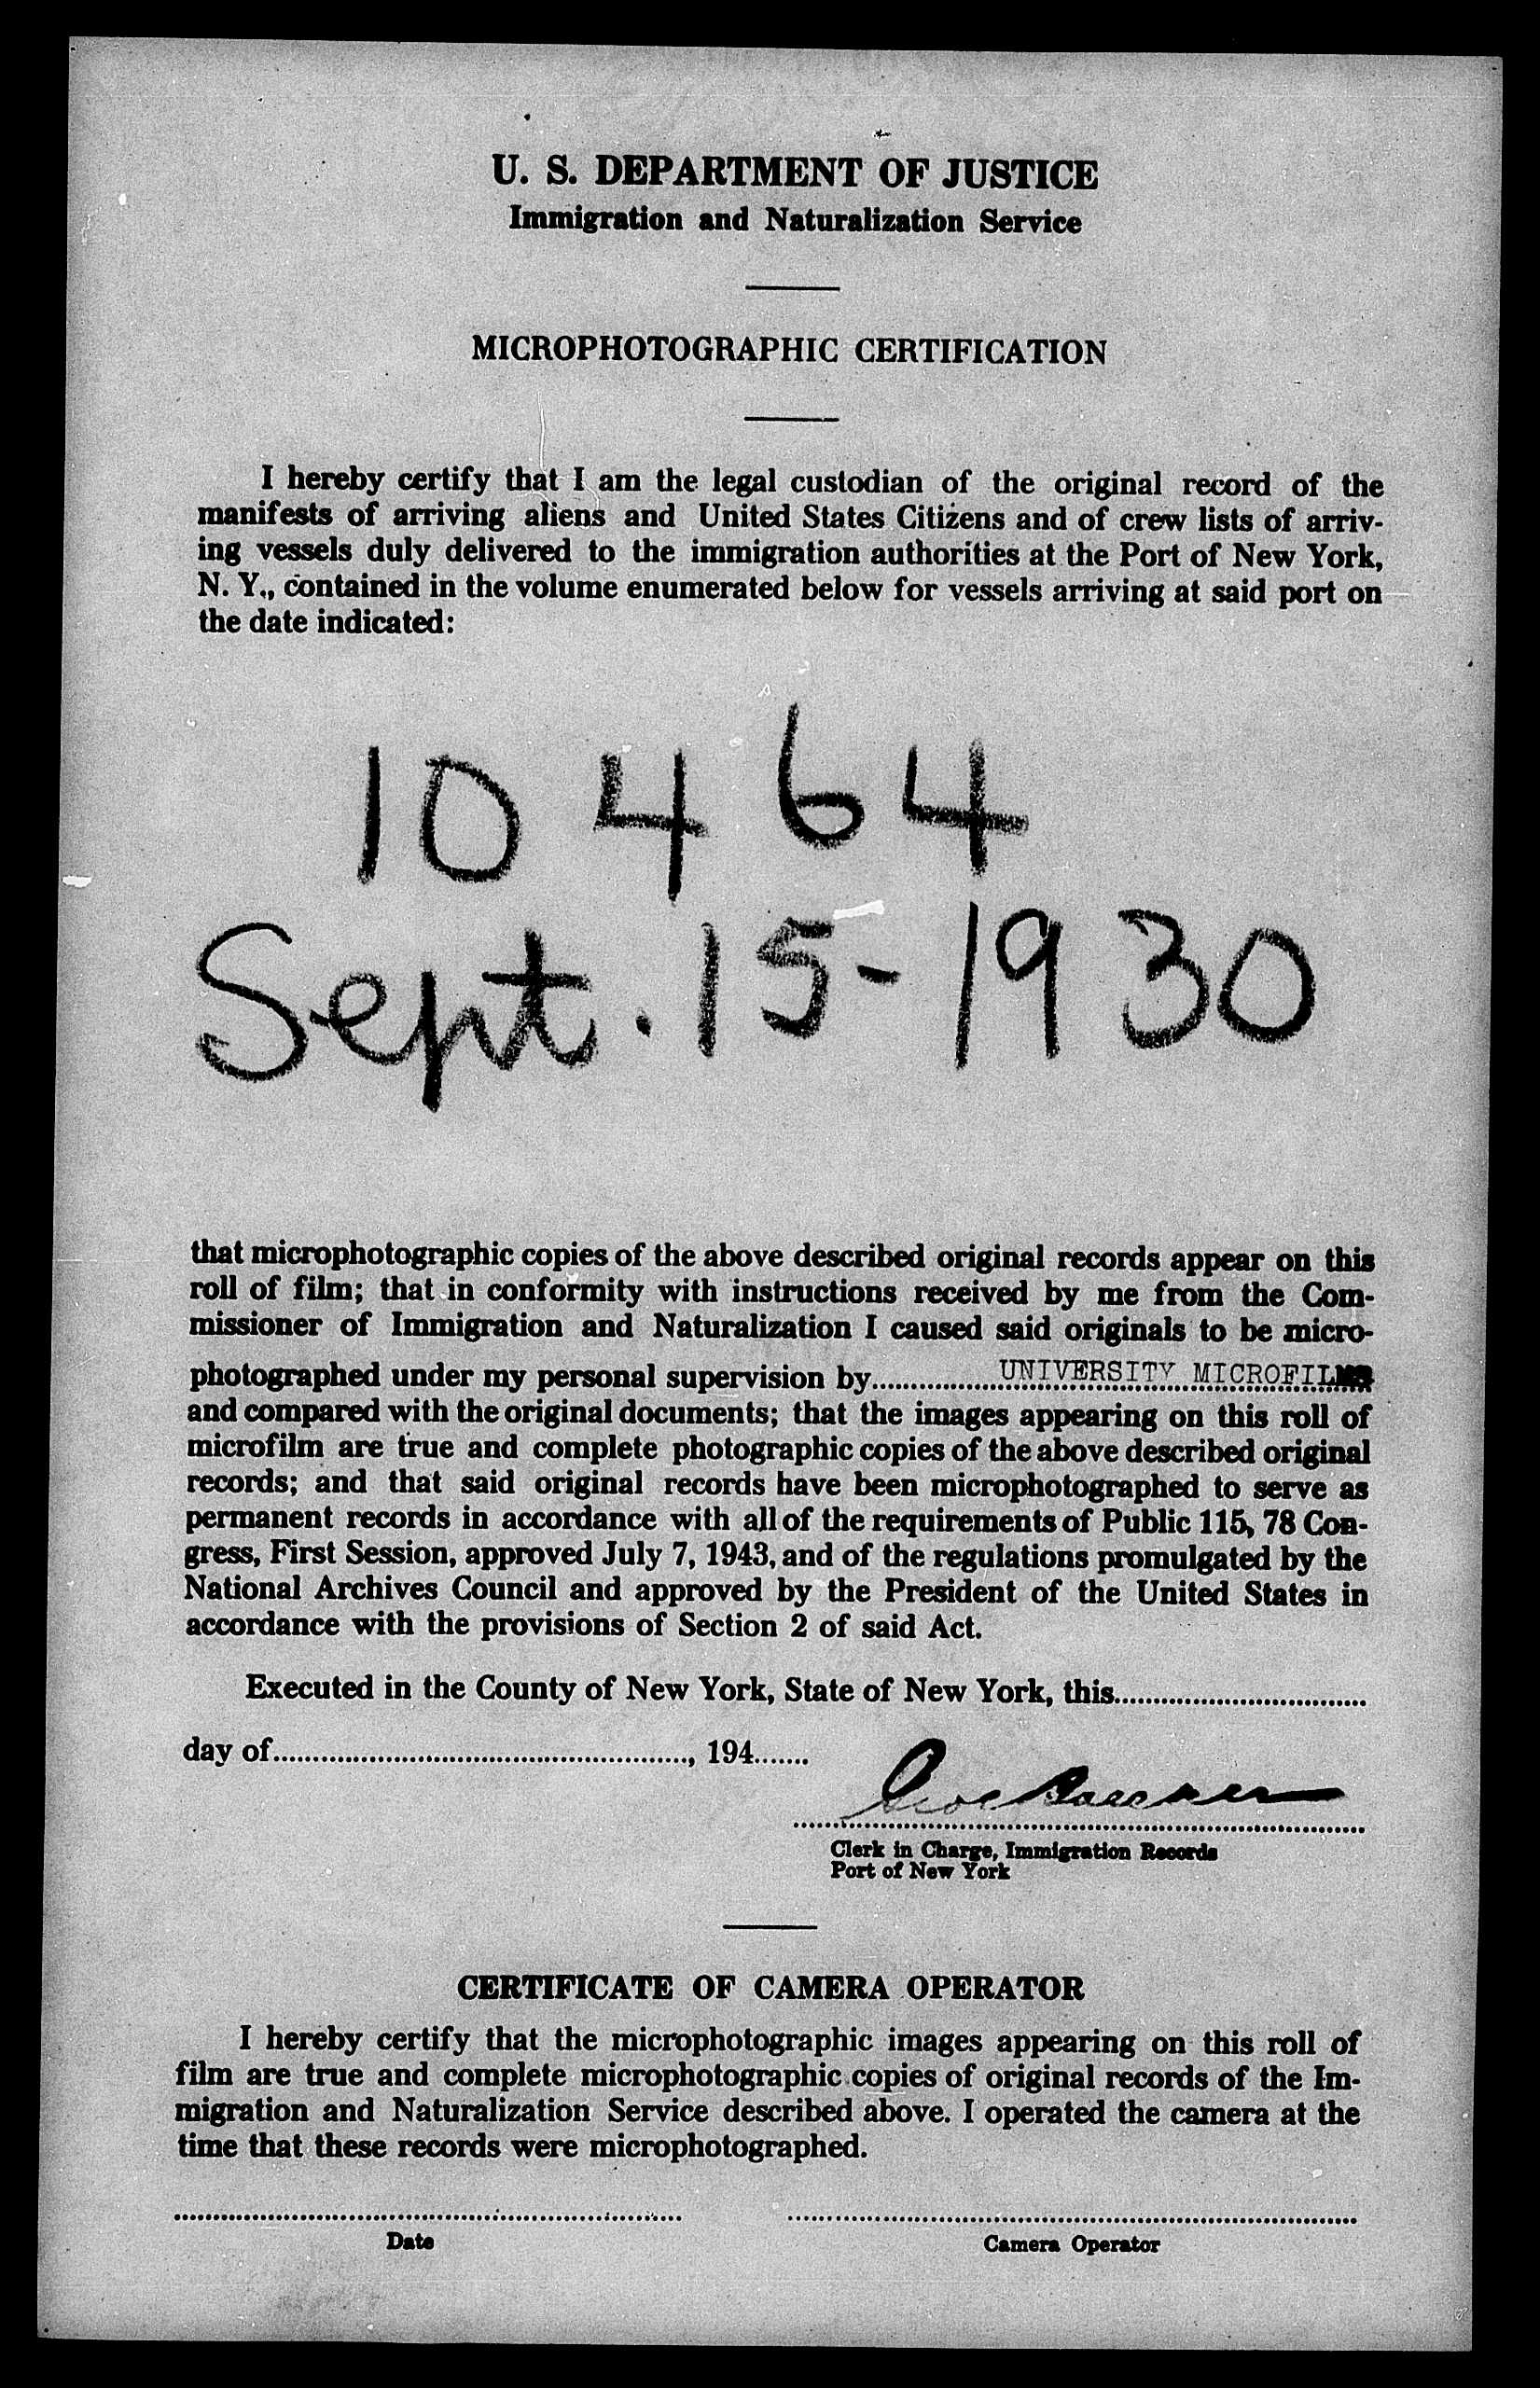 U. S. DEPARTMENT OF JUSTICE
Immigration and Naturalization Service
MICROPHOTOGRAPHIC CERTIFICATION
I hereby certify that I am the legal custodian of the original record of the
manifests of arriving aliens and United States Citizens and of crew lists of arriv-
ing vessels duly delivered to the immigration authorities at the Port of New York,
N. Y., contained in the volume enumerated below for vessels arriving at said port on
the date indicated:
10464
Sept. 15-1930
that microphotographic copies of the above described original records appear on this
roll of film; that in conformity with instructions received by me from the Com-
missioner of Immigration and Naturalization I caused said originals to be micro-
photographed under my personal supervision by UNIVERSITY MICROFILMS
and compared with the original documents; that the images appearing on this roll of
microfilm are true and complete photographic copies of the above described original
records; and that said original records have been microphotographed to serve as
permanent records in accordance with all of the requirements of Public 115, 78 Con-
gress, First Session, approved July 7, 1943, and of the regulations promulgated by the
National Archives Council and approved by the President of the United States in
accordance with the provisions of Section 2 of said Act.
Executed in the County of New York, State of New York, this
day of, 194
Clerk in Charge, Immigration Records
Port of New York
CERTIFICATE OF CAMERA OPERATOR
I hereby certify that the microphotographic images appearing on this roll of
film are true and complete microphotographic copies of original records of the Im-
migration and Naturalization Service described above. I operated the camera at the
time that these records were microphotographed.
Date
Camera Operator